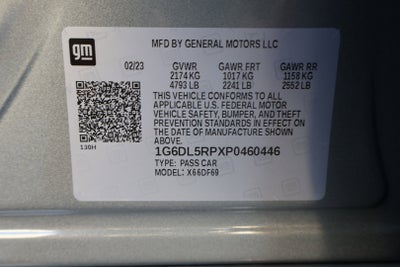 gm
MFD BY GENERAL MOTORS LLC
02/23 GVWR GAWR FRT GAWR RR
2174 KG 1017 KG 1158 KG
4793 LB 2241 LB 2552 LB
THIS VEHICLE CONFORMS TO ALL
APPLICABLE U.S. FEDERAL MOTOR
VEHICLE SAFETY, BUMPER, AND THEFT
PREVENTION STANDARDS IN EFFECT ON
THE DATE OF MANUFACTURE SHOWN
ABOVE.
130H
1G6DL5RPXP0460446
TYPE: PASS CAR
MODEL: X66DF69